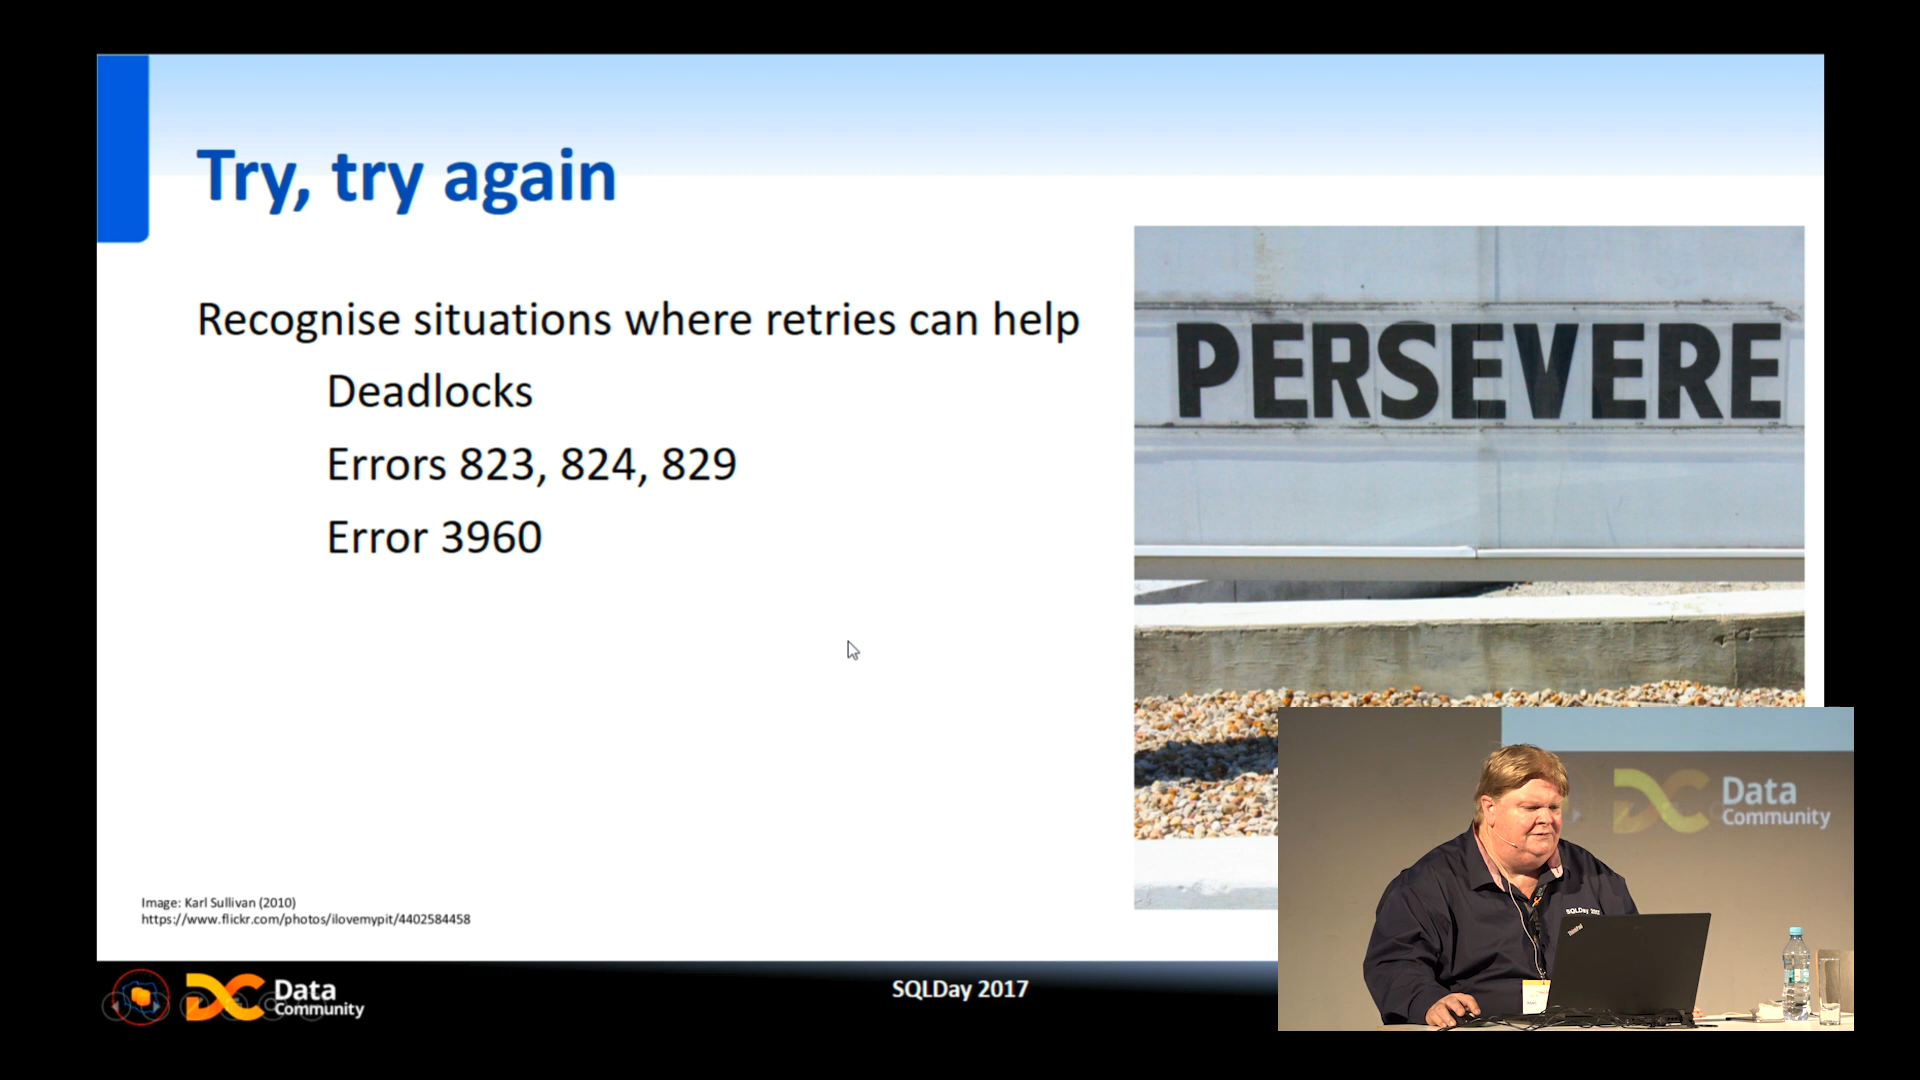 Try, try again
Recognise situations where retries can help
Deadlocks
Errors 823, 824, 829
Error 3960
PERSEVERE
Image: Karl Sullivan (2010)
https://www.flickr.com/photos/ilovemypit/4402584458
Data
Community
SQLDay 2017
Data
Community
ThinkPad